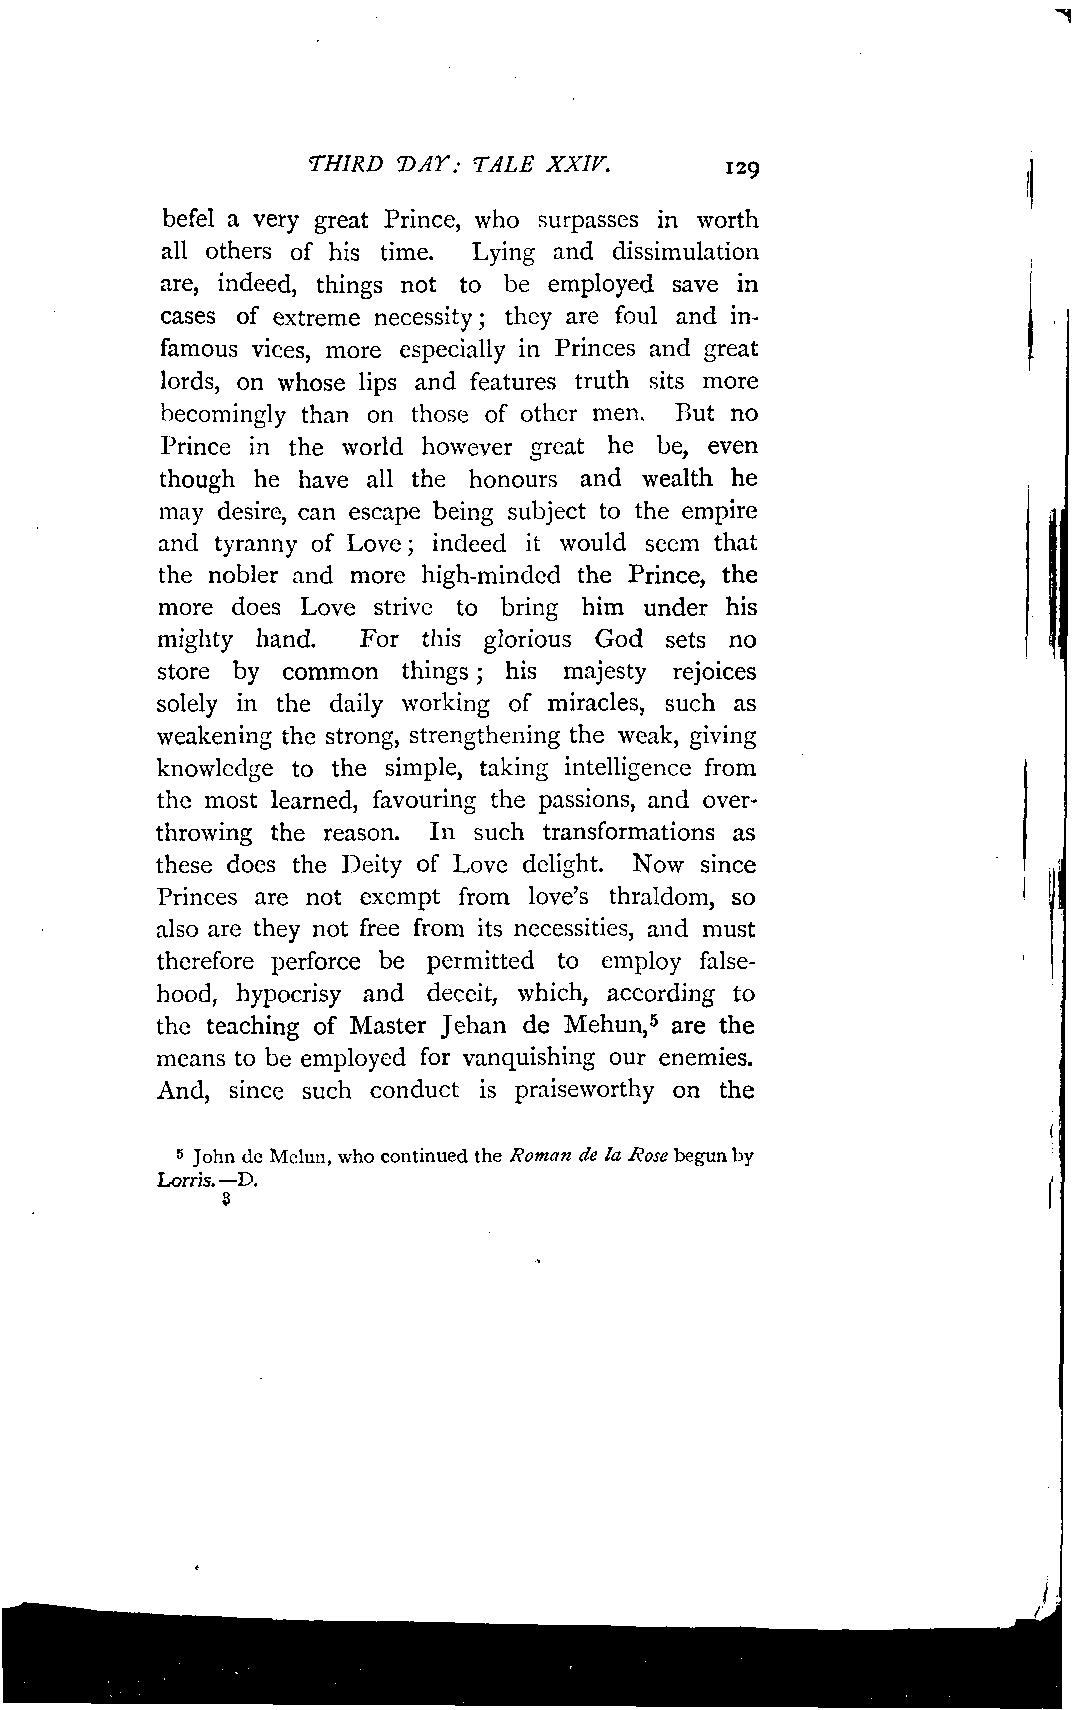 THIRD DAY: TALE XXIV. 129
befel a very great Prince, who surpasses in worth
all others of his time. Lying and dissimulation
are, indeed, things not to be employed save in
cases of extreme necessity; they are foul and in-
famous vices, more especially in Princes and great
lords, on whose lips and features truth sits more
becomingly than on those of other men. But no
Prince in the world however great he be, even
though he have all the honours and wealth he
may desire, can escape being subject to the empire
and tyranny of Love; indeed it would seem that
the nobler and more high-minded the Prince, the
more does Love strive to bring him under his
mighty hand. For this glorious God sets no
store by common things; his majesty rejoices
solely in the daily working of miracles, such as
weakening the strong, strengthening the weak, giving
knowledge to the simple, taking intelligence from
the most learned, favouring the passions, and over-
throwing the reason. In such transformations as
these does the Deity of Love delight. Now since
Princes are not exempt from love's thraldom, so
also are they not free from its necessities, and must
therefore perforce be permitted to employ false-
hood, hypocrisy and deceit, which, according to
the teaching of Master Jehan de Mehun,⁵ are the
means to be employed for vanquishing our enemies.
And, since such conduct is praiseworthy on the
⁵ John de Melun, who continued the Roman de la Rose begun by
Lorris.—D.
3